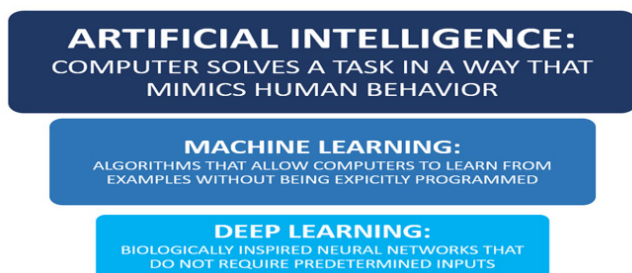 ARTIFICIAL INTELLIGENCE:
COMPUTER SOLVES A TASK IN A WAY THAT
MIMICS HUMAN BEHAVIOR
MACHINE LEARNING:
ALGORITHMS THAT ALLOW COMPUTERS TO LEARN FROM
EXAMPLES WITHOUT BEING EXPICITLY PROGRAMMED
DEEP LEARNING:
BIOLOGICALLY INSPIRED NEURAL NETWORKS THAT
DO NOT REQUIRE PREDETERMINED INPUTS